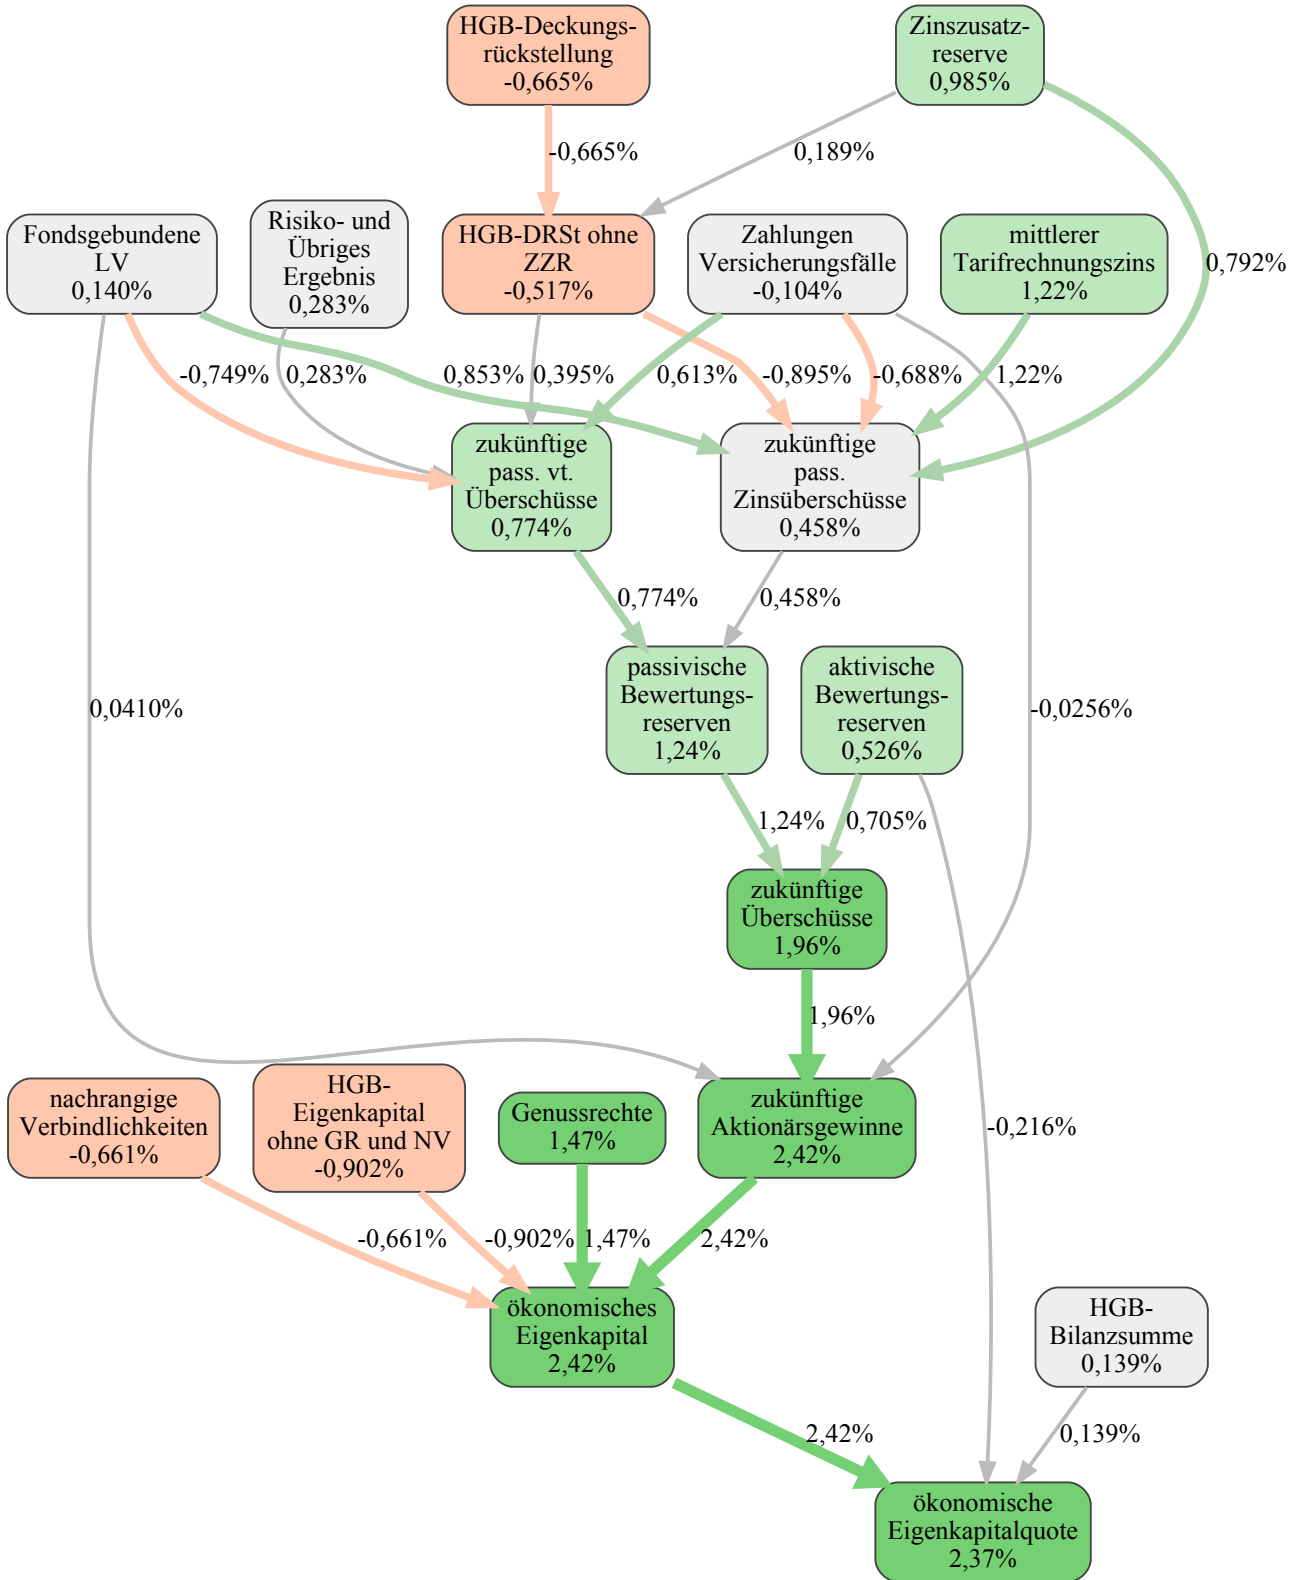 HGB-Deckungs-
rückstellung
-0,665%
Zinszusatz-
reserve
0,985%
-0,665%
0,189%
Fondsgebundene
LV
0,140%
Risiko- und
Übriges
Ergebnis
0,283%
HGB-DRSt ohne
ZZR
-0,517%
Zahlungen
Versicherungsfälle
-0,104%
mittlerer
Tarifrechnungszins
1,22%
0,792%
-0,749%
0,283%
0,853%
0,395%
0,613%
-0,895%
-0,688%
1,22%
zukünftige
pass. vt.
Überschüsse
0,774%
zukünftige
pass.
Zinsüberschüsse
0,458%
0,774%
0,458%
passivische
Bewertungs-
reserven
1,24%
aktivische
Bewertungs-
reserven
0,526%
0,0410%
-0,0256%
1,24%
0,705%
zukünftige
Überschüsse
1,96%
1,96%
nachrangige
Verbindlichkeiten
-0,661%
HGB-
Eigenkapital
ohne GR und NV
-0,902%
Genussrechte
1,47%
zukünftige
Aktionärsgewinne
2,42%
-0,216%
-0,661%
-0,902%
1,47%
2,42%
ökonomisches
Eigenkapital
2,42%
HGB-
Bilanzsumme
0,139%
2,42%
0,139%
ökonomische
Eigenkapitalquote
2,37%